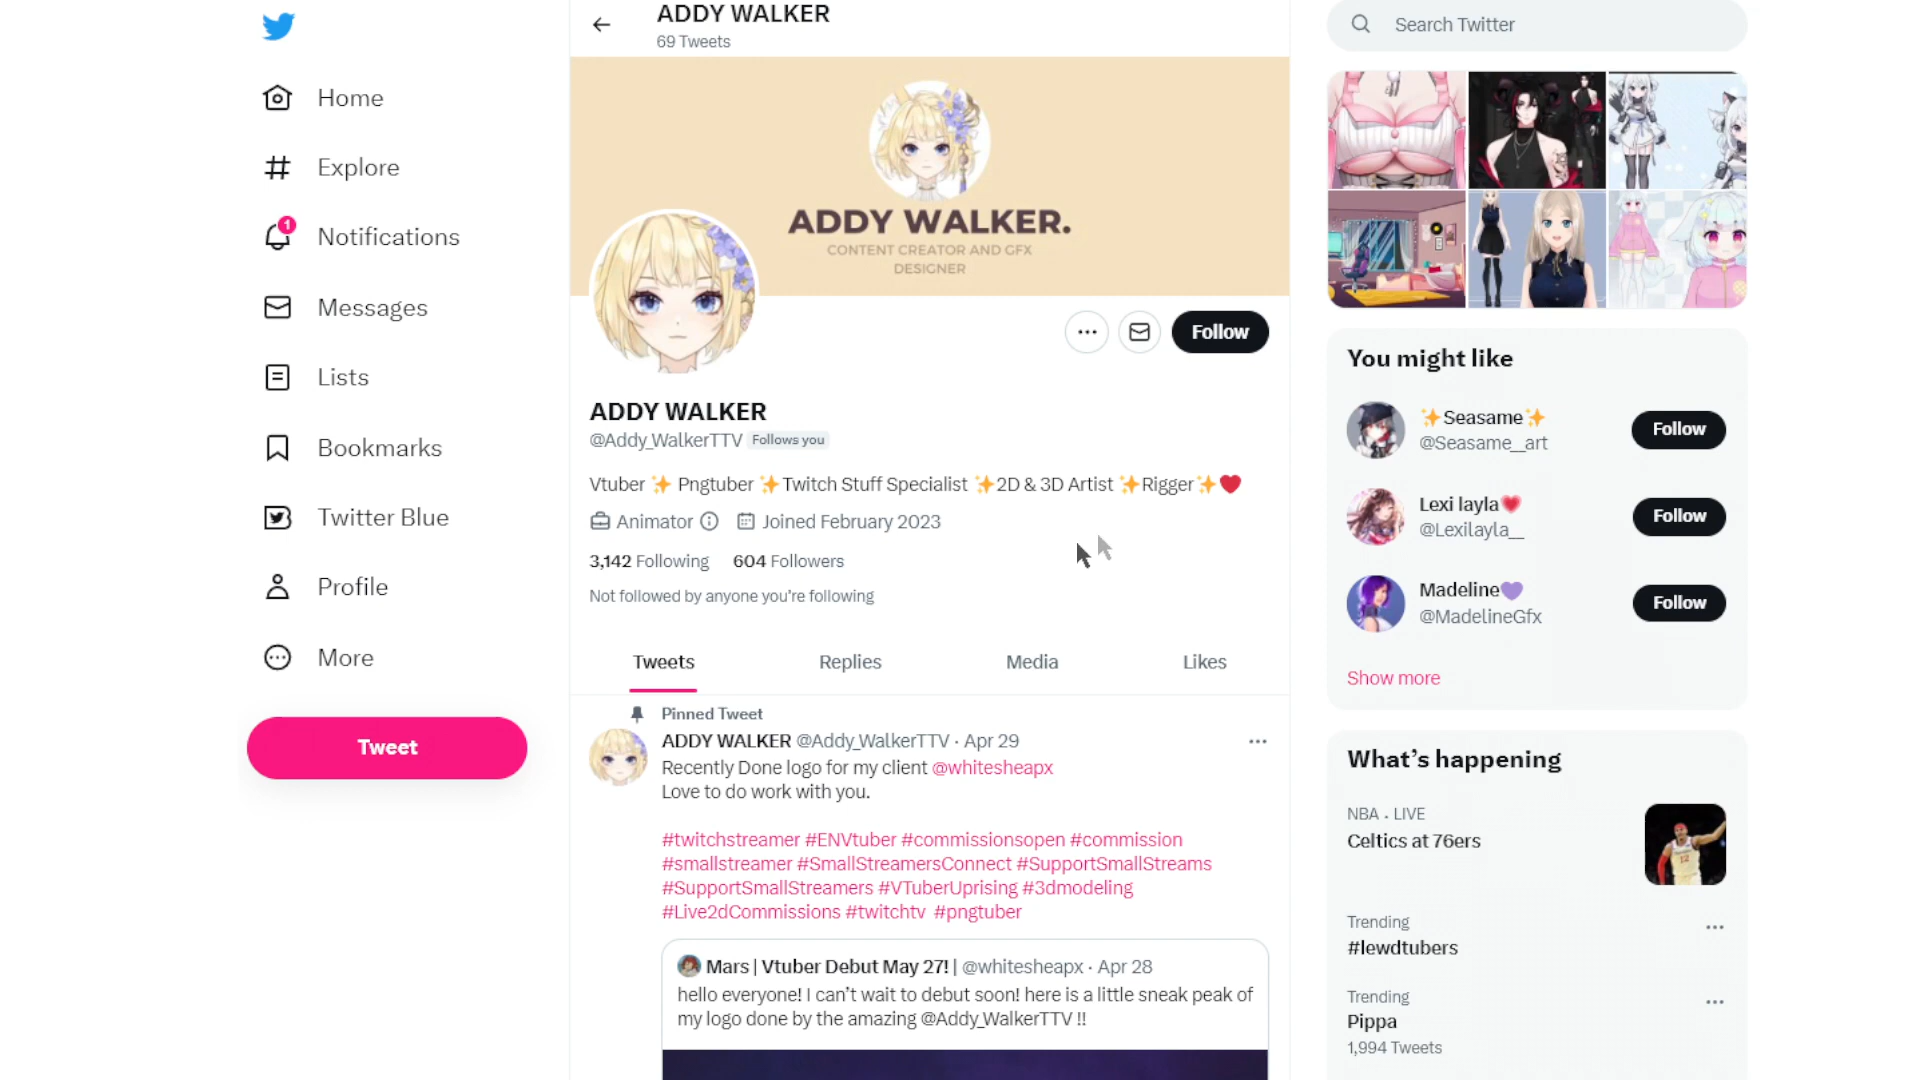 Home
Explore
1
Notifications
Messages
Lists
Bookmarks
Twitter Blue
Profile
More
Tweet
ADDY WALKER
69 Tweets
ADDY WALKER.
CONTENT CREATOR AND GFX
DESIGNER
Follow
ADDY WALKER
@Addy_WalkerTTV Follows you
Vtuber ✨ Pngtuber ✨Twitch Stuff Specialist ✨2D & 3D Artist ✨Rigger✨❤️
Animator Joined February 2023
3,142 Following 604 Followers
Not followed by anyone you're following
Tweets Replies Media Likes
Pinned Tweet
ADDY WALKER @Addy_WalkerTTV · Apr 29
Recently Done logo for my client @whitesheapx
Love to do work with you.
#twitchstreamer #ENVtuber #commissionsopen #commission
#smallstreamer #SmallStreamersConnect #SupportSmallStreams
#SupportSmallStreamers #VTuberUprising #3dmodeling
#Live2dCommissions #twitchtv #pngtuber
Mars | Vtuber Debut May 27! | @whitesheapx · Apr 28
hello everyone! I can't wait to debut soon! here is a little sneak peak of
my logo done by the amazing @Addy_WalkerTTV !!
Search Twitter
You might like
✨Seasame✨
@Seasame__art
Follow
Lexi layla💗
@Lexilayla__
Follow
Madeline💜
@MadelineGfx
Follow
Show more
What's happening
NBA · LIVE
Celtics at 76ers
Trending
#lewdtubers
Trending
Pippa
1,994 Tweets